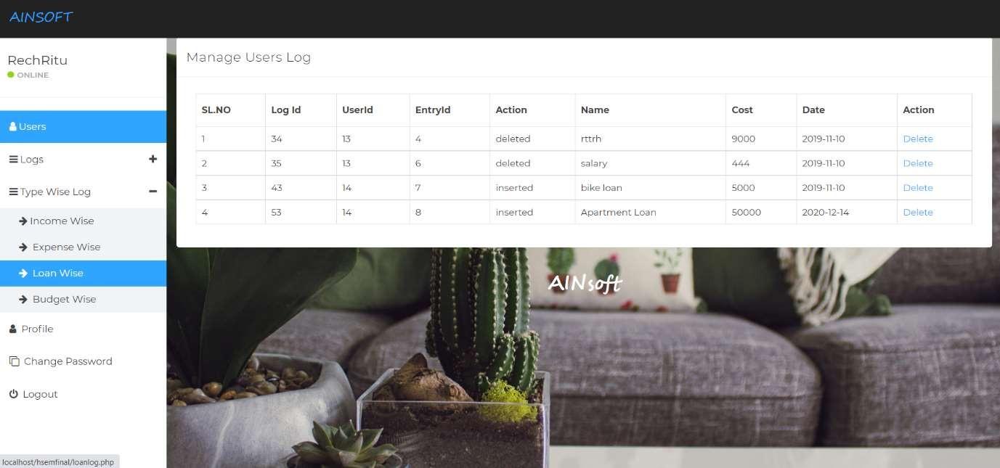 AINSOFT
RechRitu
ONLINE
Users
Logs
Type Wise Log
Income Wise
Expense Wise
Loan Wise
Budget Wise
Profile
Change Password
Logout
localhost/hsemfinal/loanlog.php
Manage Users Log
SL.NO Log Id UserId EntryId Action Name Cost Date Action
1 34 13 4 deleted rttrh 9000 2019-11-10 Delete
2 35 13 6 deleted salary 444 2019-11-10 Delete
3 43 14 7 inserted bike loan 5000 2019-11-10 Delete
4 53 14 8 inserted Apartment Loan 50000 2020-12-14 Delete
AINsoft